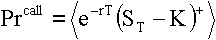 Pr^call = ⟨e^−rT (S_T − K)^+⟩